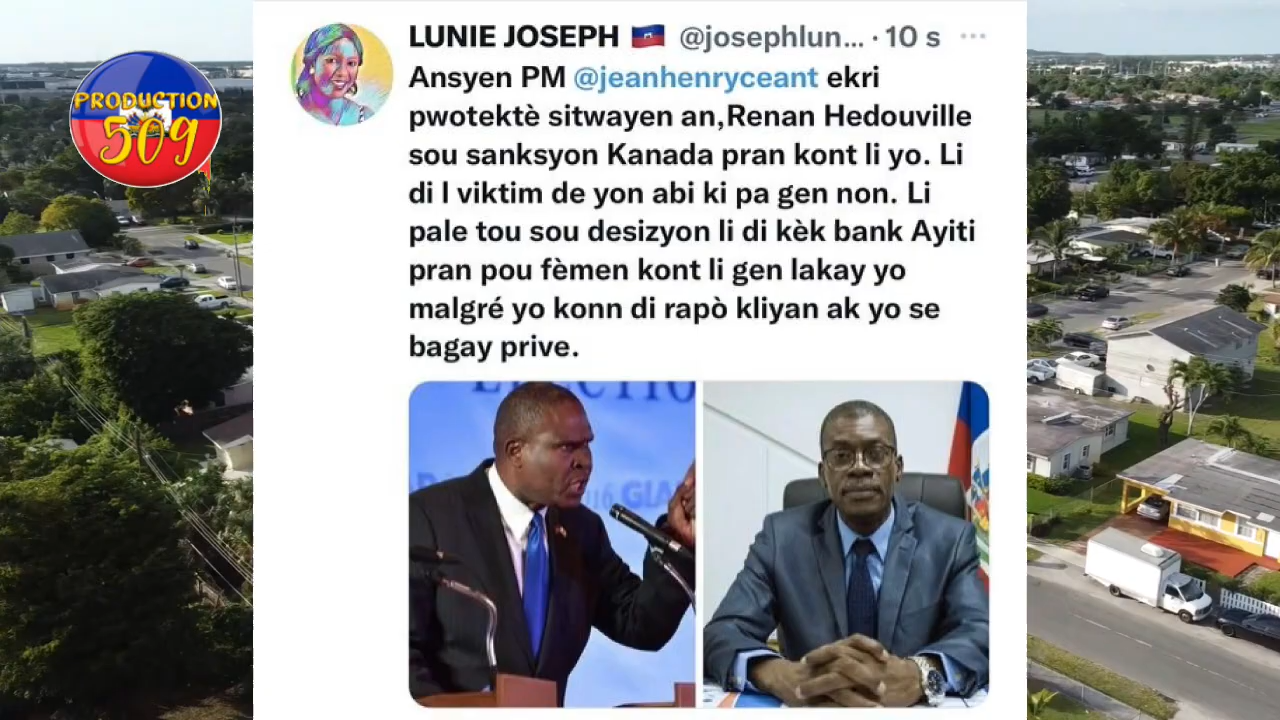 PRODUCTION
509
LUNIE JOSEPH 🇭🇹 @josephlun... · 10 s ...
Ansyen PM @jeanhenryceant ekri
pwotektè sitwayen an,Renan Hedouville
sou sanksyon Kanada pran kont li yo. Li
di l viktim de yon abi ki pa gen non. Li
pale tou sou desizyon li di kèk bank Ayiti
pran pou fèmen kont li gen lakay yo
malgré yo konn di rapò kliyan ak yo se
bagay prive.